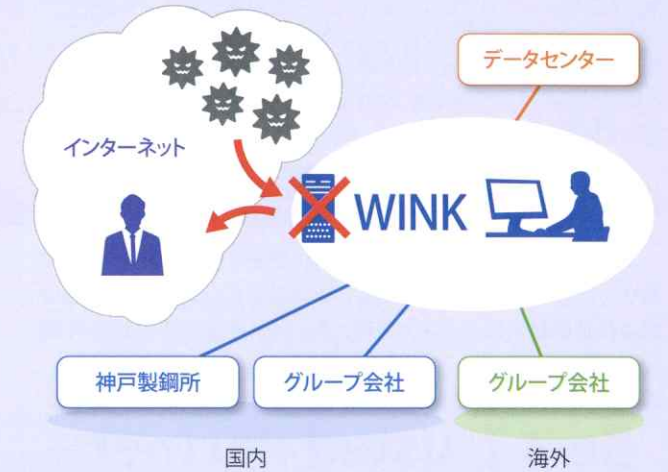 データセンター
インターネット
WINK
神戸製鋼所
グループ会社
グループ会社
国内
海外